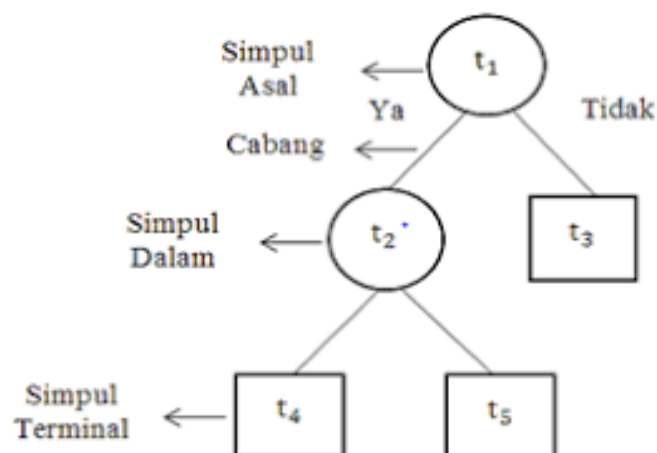 Simpul
Asal
t₁
Ya
Tidak
Cabang
Simpul
Dalam
t₂
t₃
Simpul
Terminal
t₄
t₅